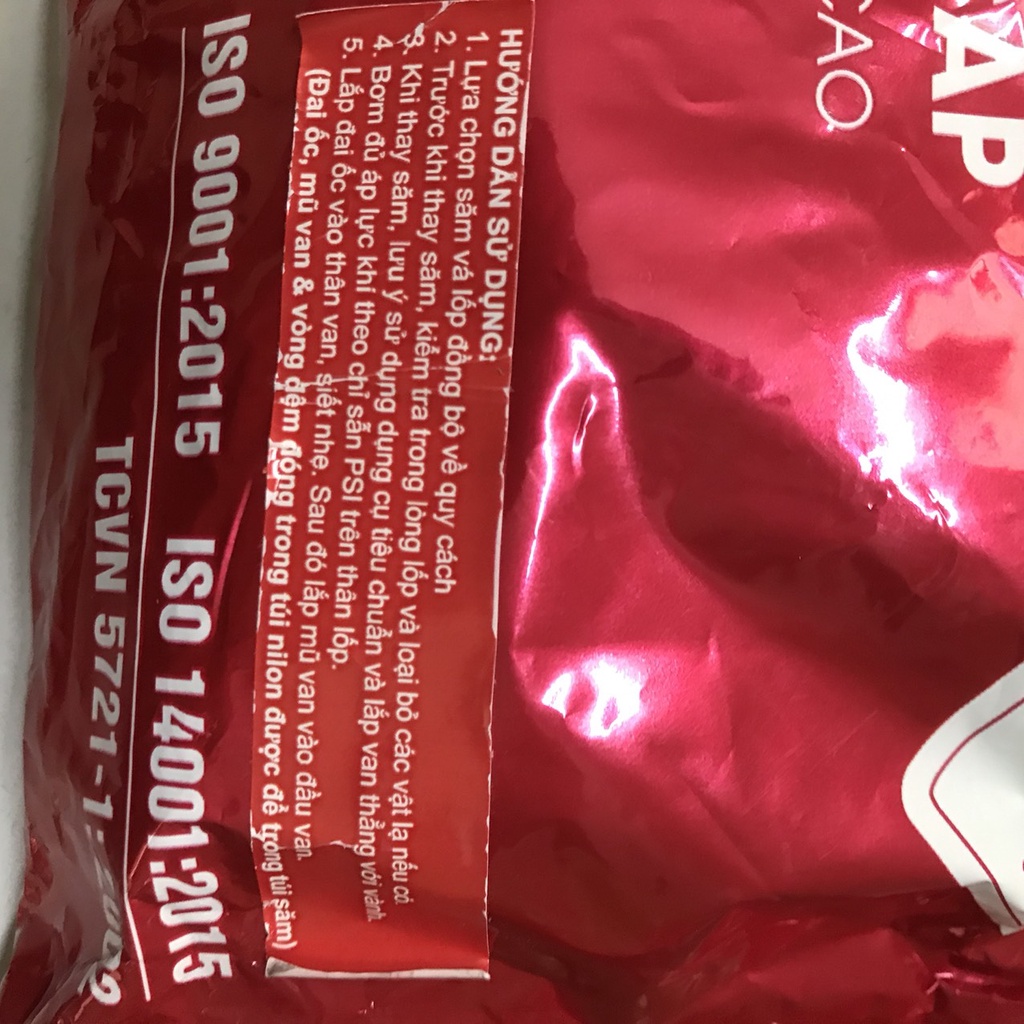 ẠP
CAO
HƯỚNG DẪN SỬ DỤNG:
1. Lựa chọn săm và lốp đồng bộ về quy cách
2. Trước khi thay săm, kiểm tra trong lòng lốp và loại bỏ các vật lạ nếu có.
3. Khi thay săm, lưu ý sử dụng dụng cụ tiêu chuẩn và lắp van thẳng với vành.
4. Bơm đủ áp lực khí theo chỉ sẵn PSI trên thân lốp.
5. Lắp đai ốc vào thân van, siết nhẹ. Sau đó lắp mũ van vào đầu van.
(Đai ốc, mũ van & vòng đệm đóng trong túi nilon được để trong túi săm)
ISO 9001:2015 ISO 14001:2015
TCVN 5721-1: